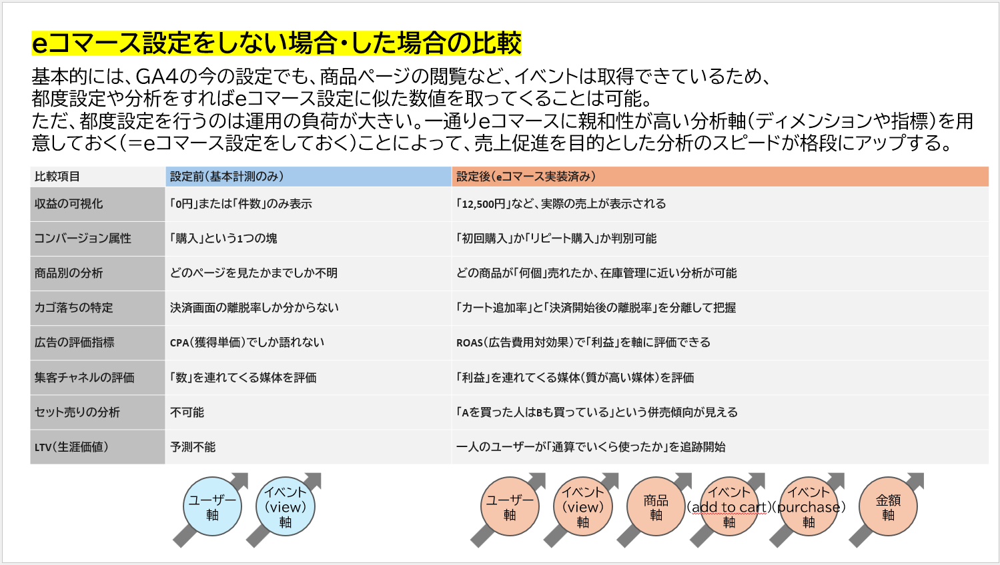 eコマース設定をしない場合・した場合の比較
基本的には、GA4の今の設定でも、商品ページの閲覧など、イベントは取得できているため、
都度設定や分析をすればeコマース設定に似た数値を取ってくることは可能。
ただ、都度設定を行うのは運用の負荷が大きい。一通りeコマースに親和性が高い分析軸(ディメンションや指標)を用
意しておく(=eコマース設定をしておく)ことによって、売上促進を目的とした分析のスピードが格段にアップする。
比較項目 設定前(基本計測のみ) 設定後(eコマース実装済み)
収益の可視化 「0円」または「件数」のみ表示 「12,500円」など、実際の売上が表示される
コンバージョン属性 「購入」という1つの塊 「初回購入」か「リピート購入」か判別可能
商品別の分析 どのページを見たかまでしか不明 どの商品が「何個」売れたか、在庫管理に近い分析が可能
カゴ落ちの特定 決済画面の離脱率しか分からない 「カート追加率」と「決済開始後の離脱率」を分離して把握
広告の評価指標 CPA(獲得単価)でしか語れない ROAS(広告費用対効果)で「利益」を軸に評価できる
集客チャネルの評価 「数」を連れてくる媒体を評価 「利益」を連れてくる媒体(質が高い媒体)を評価
セット売りの分析 不可能 「Aを買った人はBも買っている」という併売傾向が見える
LTV(生涯価値) 予測不能 一人のユーザーが「通算でいくら使ったか」を追跡開始
ユーザー
軸
イベント
(view)
軸
ユーザー
軸
イベント
(view)
軸
商品
軸
イベント
(add to cart)
軸
イベント
(purchase)
軸
金額
軸